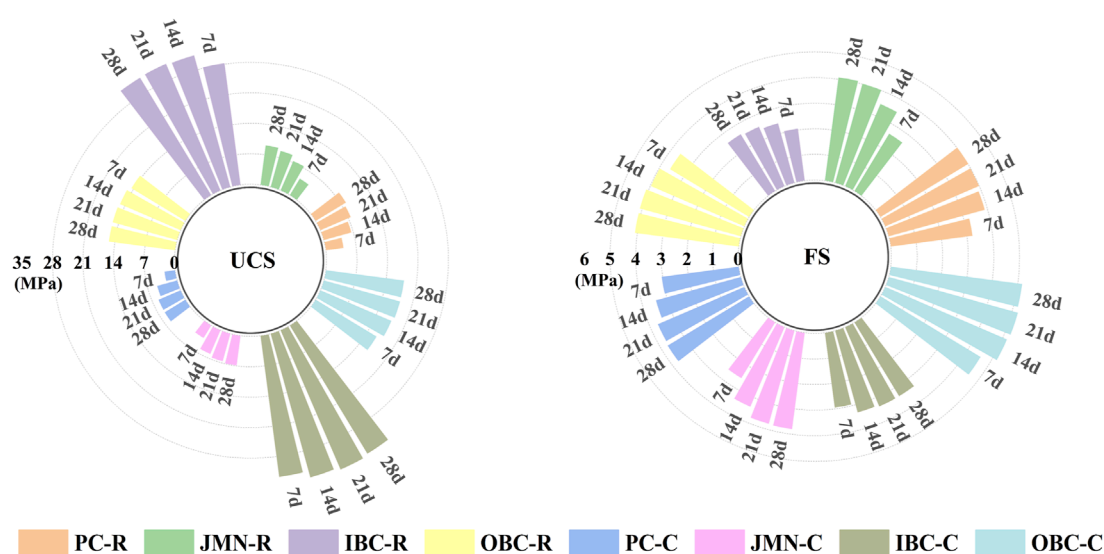 28d 21d 14d 7d
28d 21d 14d 7d
28d 21d 14d 7d
7d 14d 21d 28d
UCS
35 28 21 14 7 0
(MPa)
7d 14d 21d 28d
7d 14d 21d 28d
7d 14d 21d 28d
28d 21d 14d 7d
28d 21d 14d 7d
28d 21d 14d 7d
28d 21d 14d 7d
7d 14d 21d 28d
FS
6 5 4 3 2 1 0
(MPa)
7d 14d 21d 28d
7d 14d 21d 28d
7d 14d 21d 28d
28d 21d 14d 7d
PC-R JMN-R IBC-R OBC-R PC-C JMN-C IBC-C OBC-C